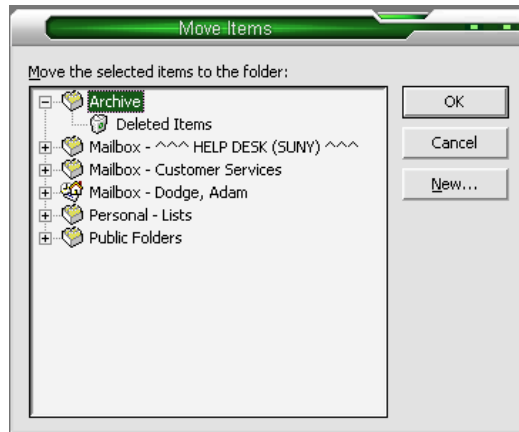 Move Items
Move the selected items to the folder:
Archive
Deleted Items
Mailbox - ^^^ HELP DESK (SUNY) ^^^
Mailbox - Customer Services
Mailbox - Dodge, Adam
Personal - Lists
Public Folders
OK
Cancel
New...